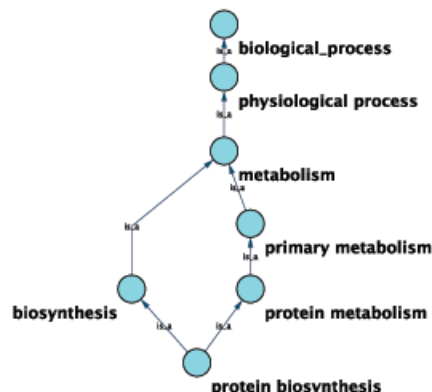 is_a
biological_process
physiological process
is_a
metabolism
is_a
is_a
primary metabolism
is_a
biosynthesis
protein metabolism
is_a
is_a
protein biosynthesis